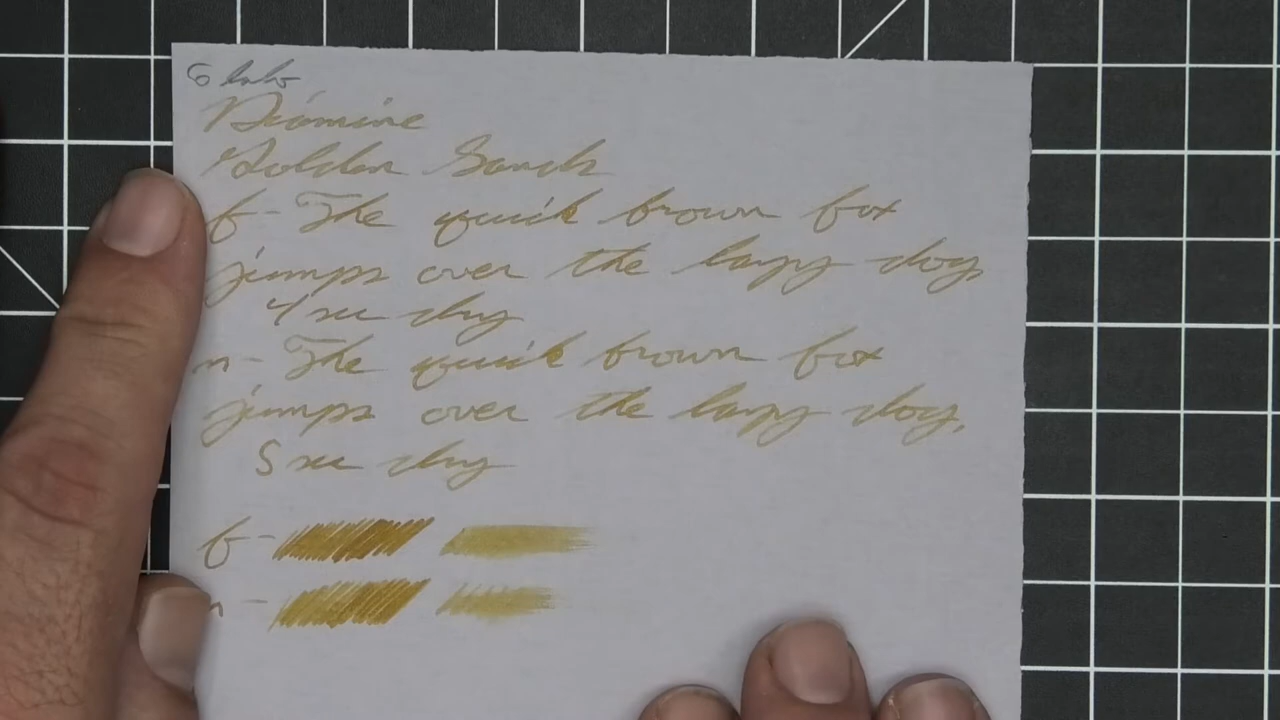 Diamine
Golden Sands
f - The quick brown fox
jumps over the lazy dog,
4 sec dry
n - The quick brown fox
jumps over the lazy dog.
5 sec dry
f -
n -